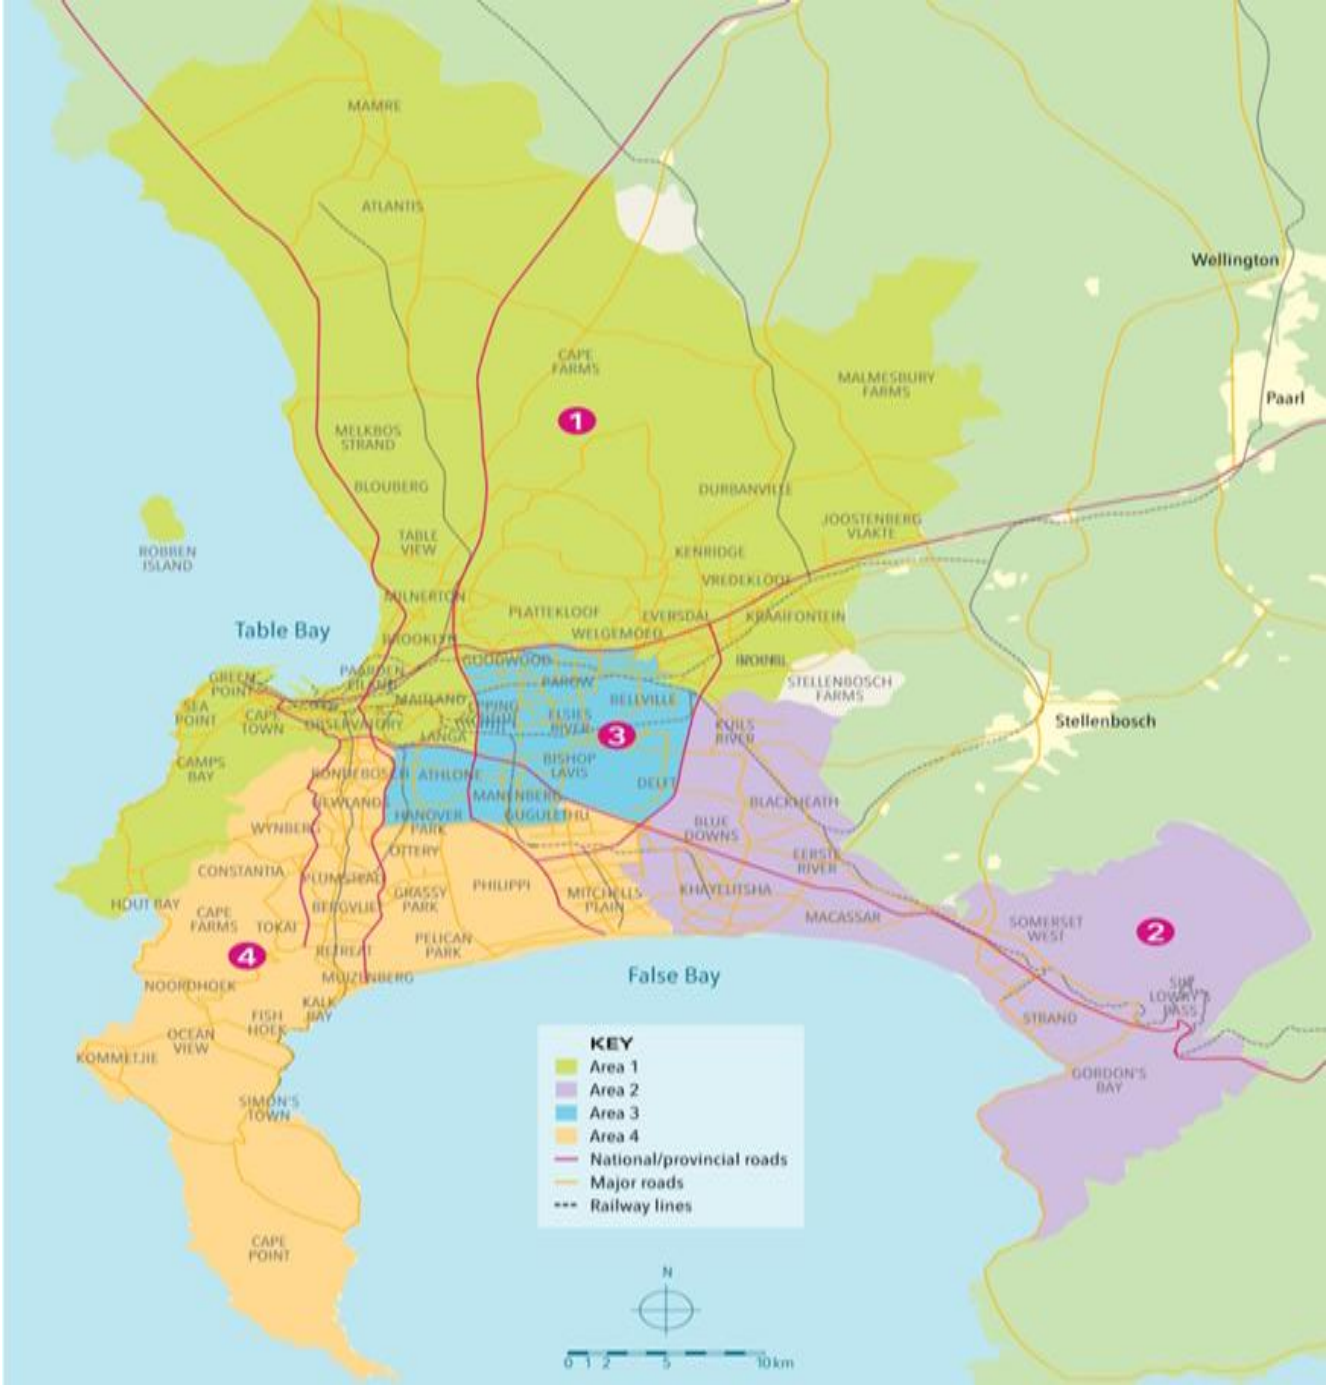 MAMRE
ATLANTIS
Wellington
CAPE
FARMS
MALMESBURY
FARMS
Paarl
1
MELKBOS
STRAND
BLOUBERG
DURBANVILLE
JOOSTENBERG
VLAKTE
TABLE
VIEW
ROBBEN
ISLAND
KENRIDGE
VREDEKLOOF
MILNERTON
PLATTEKLOOF
EVERSDAL
KRAAIFONTEIN
Table Bay
WELGEMOED
BROOKLYN
GOODWOOD
PAARDEN
EILAND
GREEN
POINT
PAROW
STELLENBOSCH
FARMS
MAITLAND
BELLVILLE
SEA
POINT
CAPE
TOWN
OBSERVATORY
EPPING
ELSIES
RIVER
3
KUILS
RIVER
Stellenbosch
LANGA
CAMPS
BAY
RONDEBOSCH
ATHLONE
BISHOP
LAVIS
DELFT
MANENBERG
BLACKHEATH
NEWLANDS
HANOVER
PARK
GUGULETHU
BLUE
DOWNS
WYNBERG
OTTERY
EERSTE
RIVER
CONSTANTIA
PLUMSTEAD
GRASSY
PARK
PHILIPPI
MITCHELLS
PLAIN
KHAYELITSHA
HOUT BAY
BERGVLIET
CAPE
FARMS
TOKAI
MACASSAR
SOMERSET
WEST
2
4
RETREAT
PELICAN
PARK
False Bay
MUIZENBERG
NOORDHOEK
KALK
BAY
FISH
HOEK
SIR
LOWRY'S
PASS
STRAND
OCEAN
VIEW
KOMMETJIE
GORDON'S
BAY
SIMON'S
TOWN
CAPE
POINT
KEY
Area 1
Area 2
Area 3
Area 4
National/provincial roads
Major roads
Railway lines
N
0 1 2 5 10 km